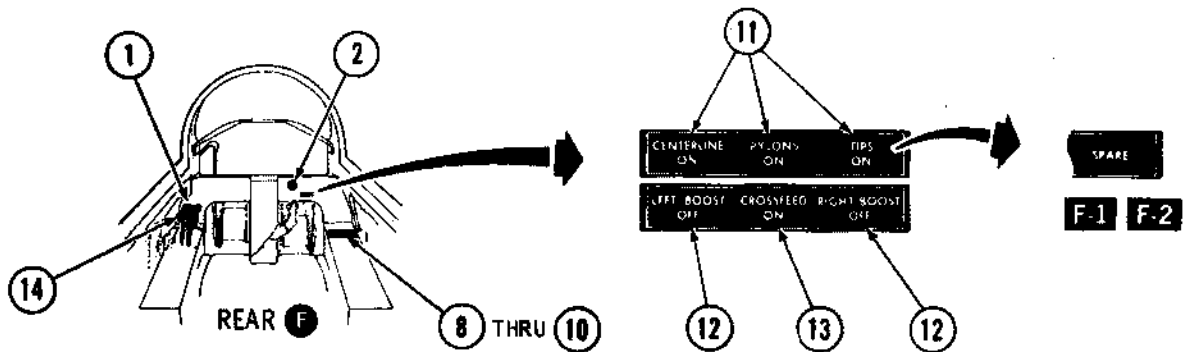 11
1 2
CENTERLINE PYLONS TIPS
ON ON ON
SPARE
LEFT BOOST CROSSFEED RIGHT BOOST
OFF ON OFF
F-1 F-2
14
REAR F
8 THRU 10
12 13 12